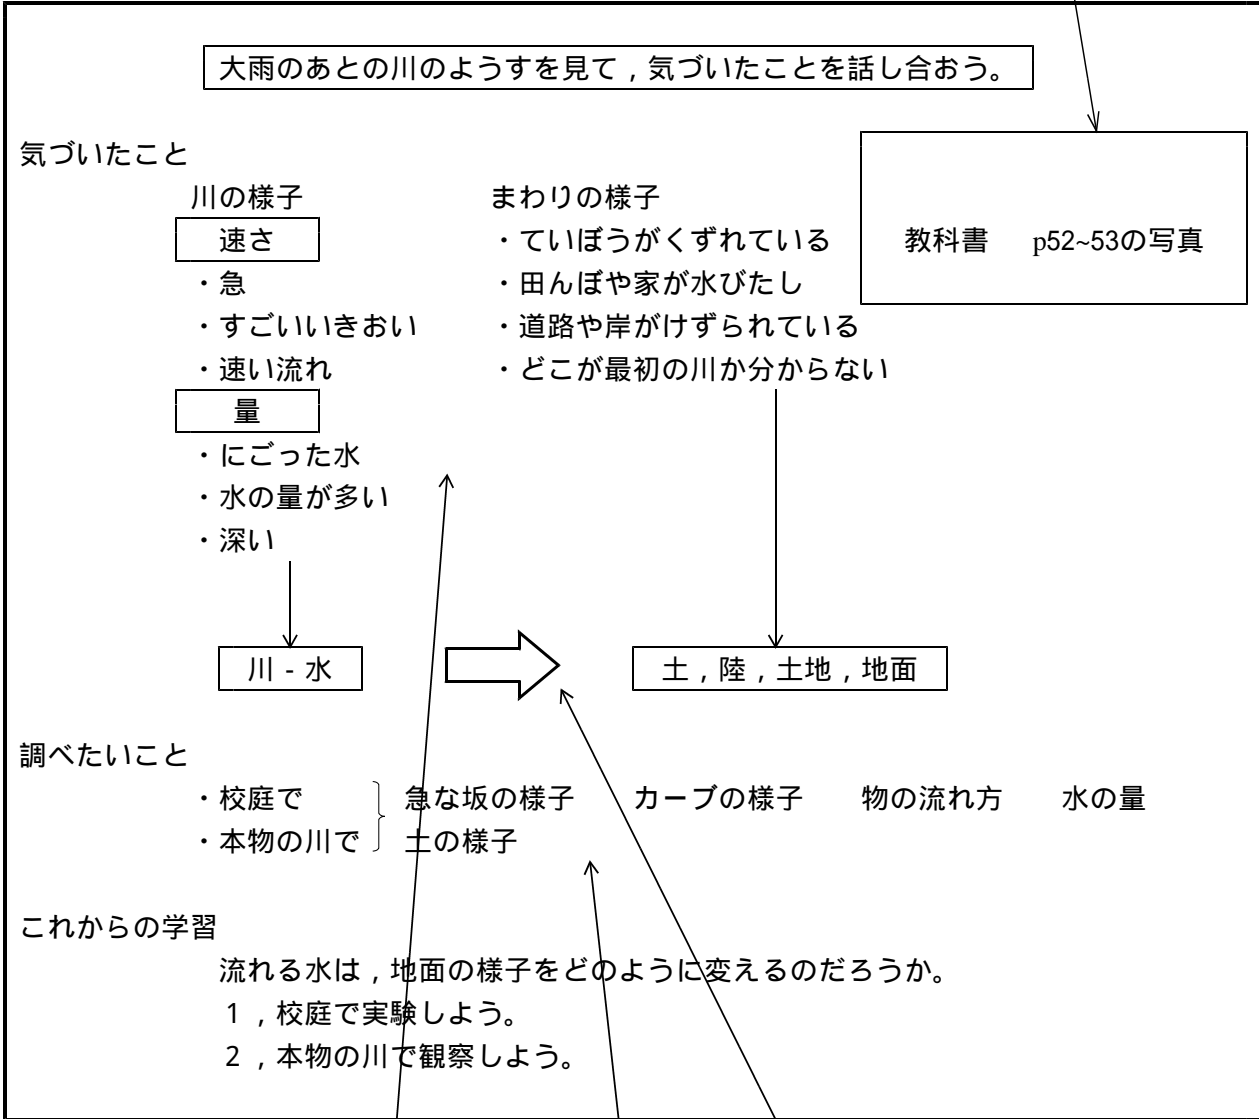 大雨のあとの川のようすを見て，気づいたことを話し合おう。
気づいたこと
川の様子　まわりの様子
速さ　・ていぼうがくずれている　教科書　p52~53の写真
・急　・田んぼや家が水びたし
・すごいいきおい　・道路や岸がけずられている
・速い流れ　・どこが最初の川か分からない
量
・にごった水
・水の量が多い
・深い
川 - 水　土，陸，土地，地面
調べたいこと
・校庭で　急な坂の様子　カーブの様子　物の流れ方　水の量
・本物の川で　土の様子
これからの学習
流れる水は，地面の様子をどのように変えるのだろうか。
1，校庭で実験しよう。
2，本物の川で観察しよう。